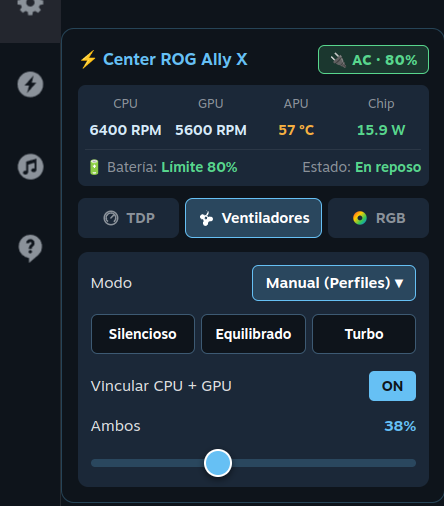 ⚡ Center ROG Ally X
🔌 AC · 80%
CPU GPU APU Chip
6400 RPM 5600 RPM 57 °C 15.9 W
🔋 Batería: Límite 80% Estado: En reposo
TDP Ventiladores RGB
Modo Manual (Perfiles) ▾
Silencioso Equilibrado Turbo
Vincular CPU + GPU ON
Ambos 38%